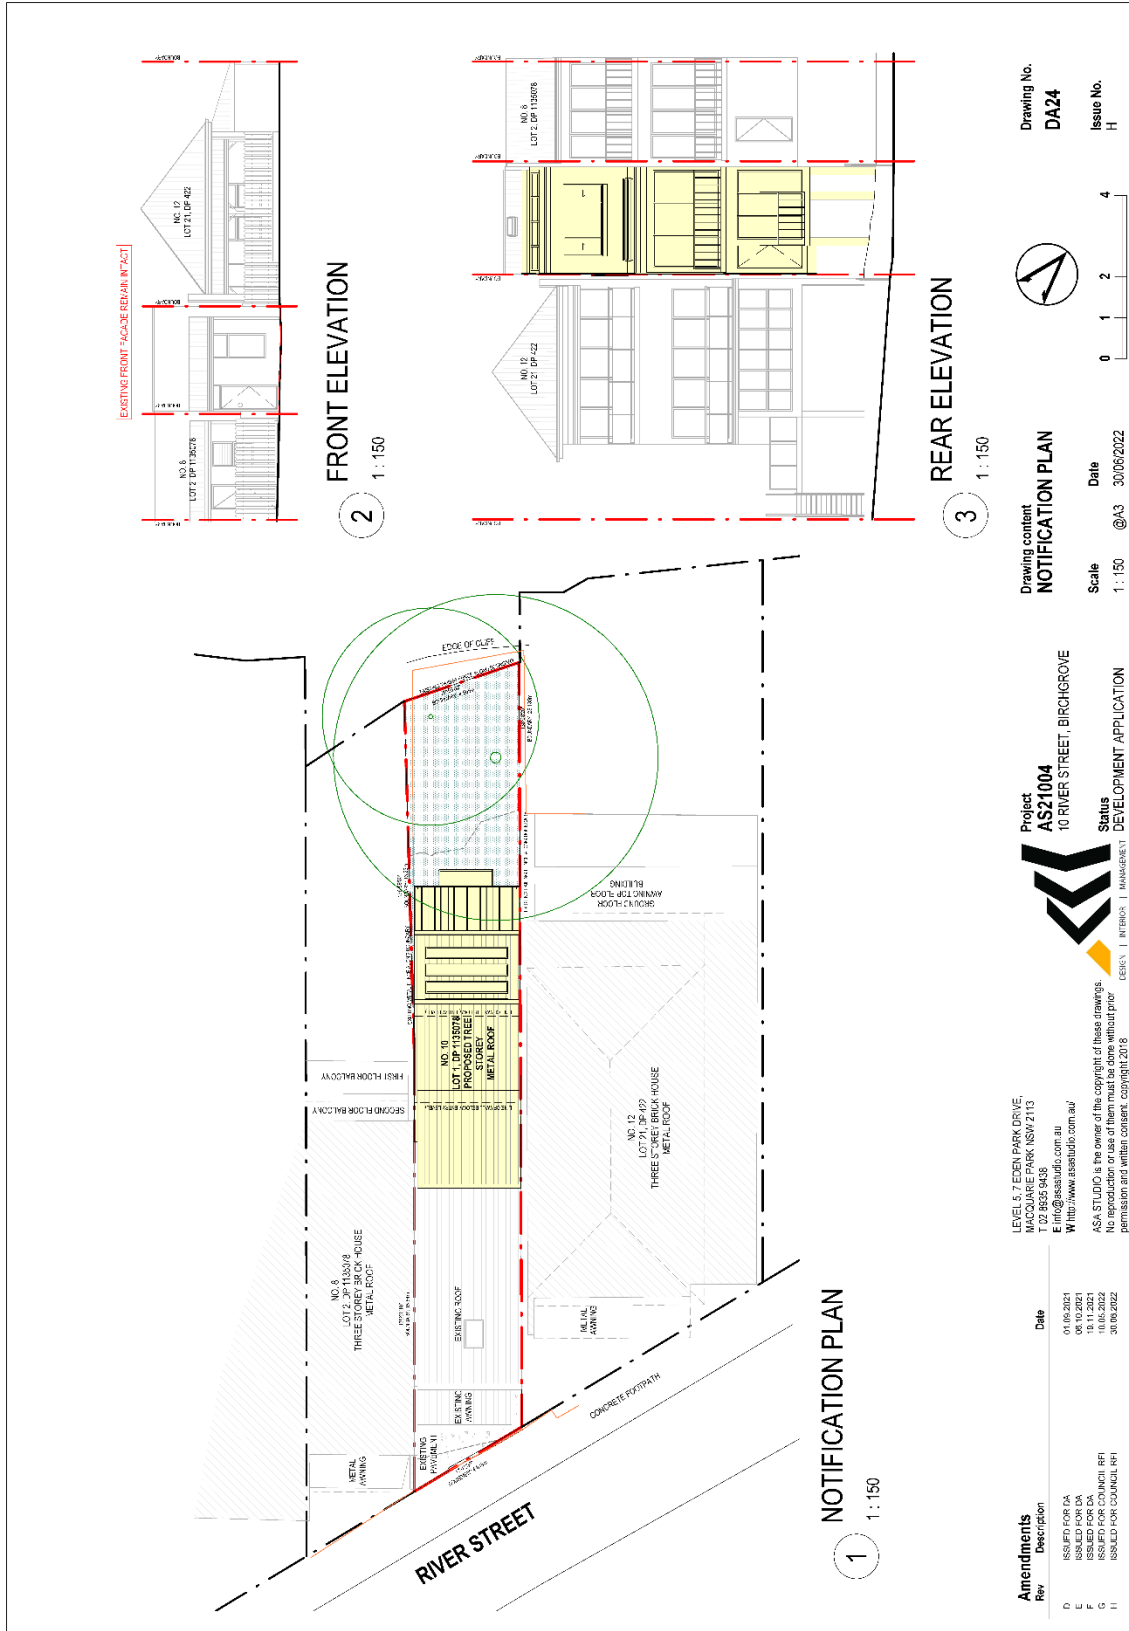 EXISTING FRONT FACADE REMAIN INTACT
BOUNDARY
NO. 8
LOT 2, DP 1135078
NO. 12
LOT 21, DP 422
BOUNDARY
2
FRONT ELEVATION
1 : 150
BOUNDARY
NO. 12
LOT 21, DP 422
NO. 8
LOT 2, DP 1135078
BOUNDARY
3
REAR ELEVATION
1 : 150
EDGE OF CLIFF
GROUND FLOOR
AWNING TOP FLOOR
BUILDING
FIRST FLOOR BALCONY
SECOND FLOOR BALCONY
NO. 10
LOT 1, DP 1135078
PROPOSED TREE
STOREY
METAL ROOF
NO. 8
LOT 2, DP 1135078
THREE STOREY BRICK HOUSE
METAL ROOF
NO. 12
LOT 21, DP 422
THREE STOREY BRICK HOUSE
METAL ROOF
EXISTING ROOF
METAL
AWNING
EXISTING
AWNING
EXISTING
PAVEMENT
METAL
AWNING
CONCRETE FOOTPATH
RIVER STREET
1
NOTIFICATION PLAN
1 : 150
Amendments
Rev Description Date
D ISSUED FOR DA 01.09.2021
E ISSUED FOR DA 06.10.2021
F ISSUED FOR DA 19.11.2021
G ISSUED FOR COUNCIL RFI 10.05.2022
H ISSUED FOR COUNCIL RFI 30.06.2022
LEVEL 5, 7 EDEN PARK DRIVE,
MACQUARIE PARK NSW 2113
T 02 8935 9438
E info@asastudio.com.au
W http://www.asastudio.com.au/
ASA STUDIO is the owner of the copyright of these drawings.
No reproduction or use of them must be done without prior
permission and written consent. copyright 2018
DESIGN | INTERIOR | MANAGEMENT
Project
AS21004
10 RIVER STREET, BIRCHGROVE
Status
DEVELOPMENT APPLICATION
Drawing content
NOTIFICATION PLAN
Scale Date
1 : 150 @A3 30/06/2022
0 1 2 4
Drawing No.
DA24
Issue No.
H